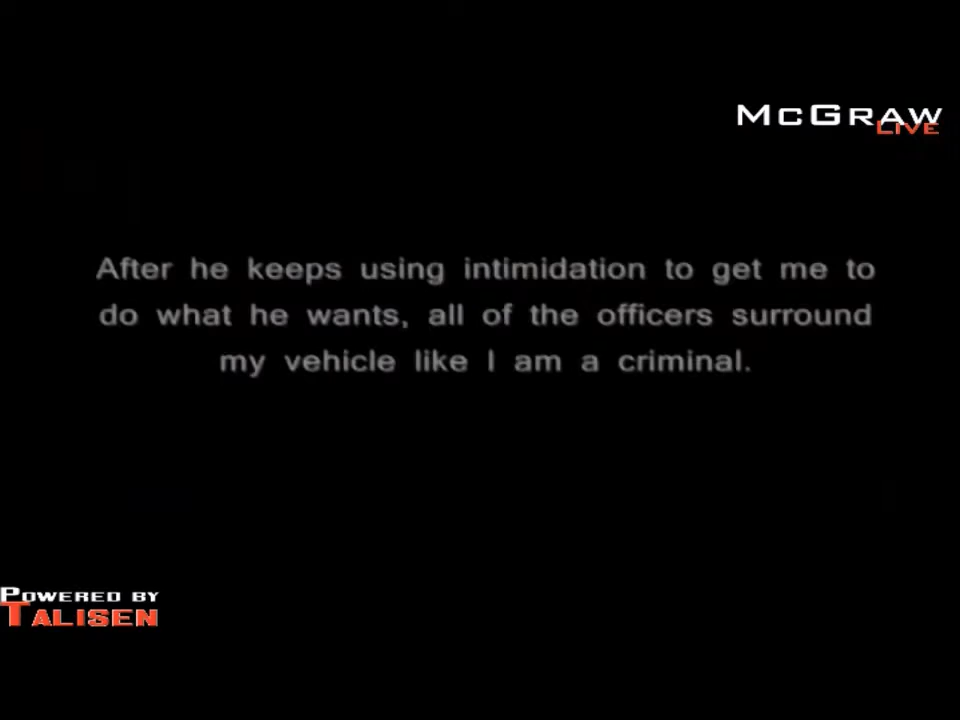 McGraw
Live
After he keeps using intimidation to get me to
do what he wants, all of the officers surround
my vehicle like I am a criminal.
Powered by
Talisen